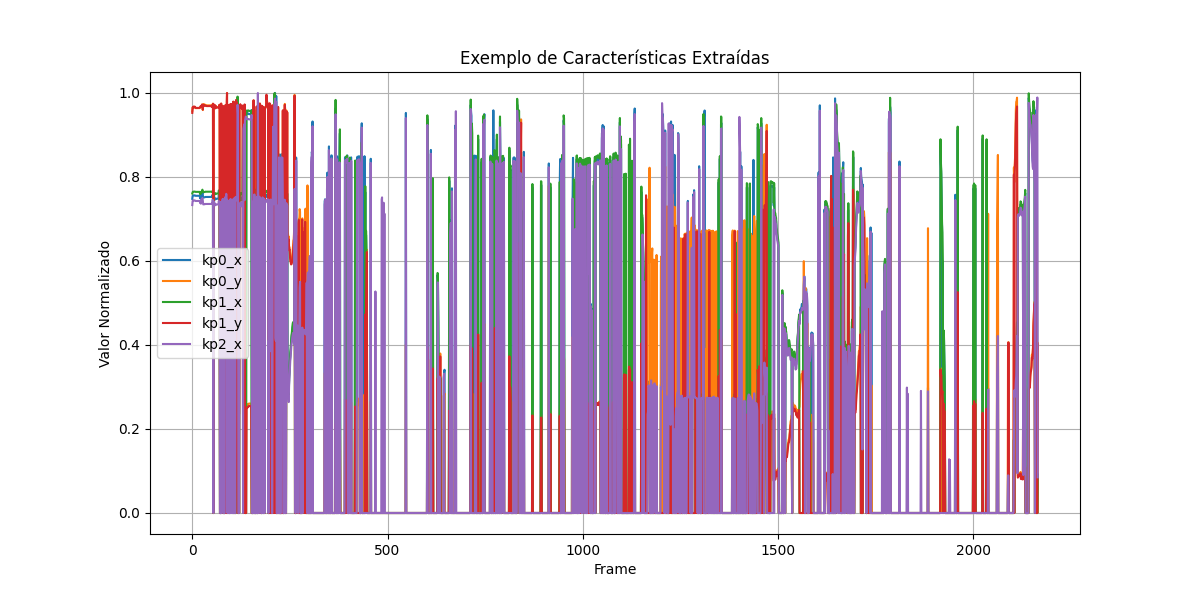 Exemplo de Características Extraídas
Valor Normalizado
1.0
0.8
0.6
0.4
0.2
0.0
kp0_x
kp0_y
kp1_x
kp1_y
kp2_x
0
500
1000
1500
2000
Frame